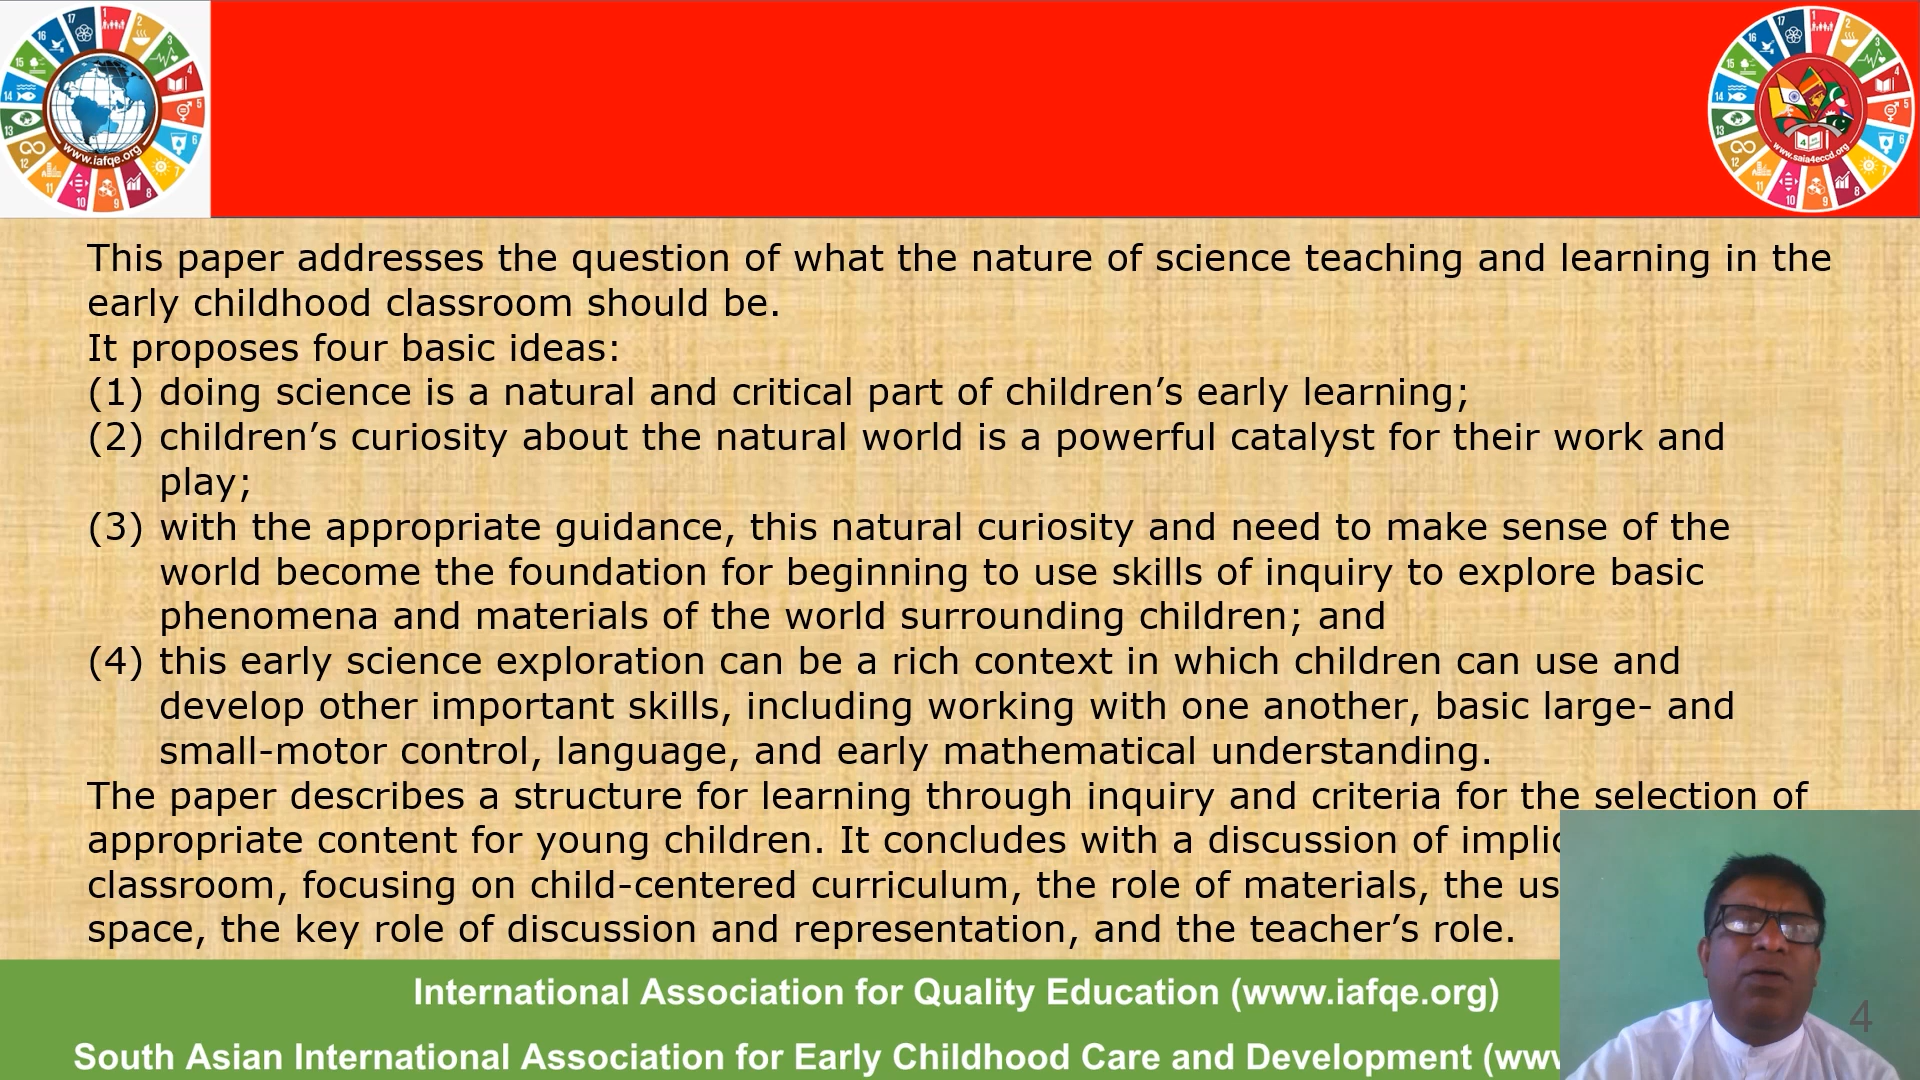 www.iafqe.org
www.saia4eccd.org
This paper addresses the question of what the nature of science teaching and learning in the
early childhood classroom should be.
It proposes four basic ideas:
(1) doing science is a natural and critical part of children’s early learning;
(2) children’s curiosity about the natural world is a powerful catalyst for their work and
play;
(3) with the appropriate guidance, this natural curiosity and need to make sense of the
world become the foundation for beginning to use skills of inquiry to explore basic
phenomena and materials of the world surrounding children; and
(4) this early science exploration can be a rich context in which children can use and
develop other important skills, including working with one another, basic large- and
small-motor control, language, and early mathematical understanding.
The paper describes a structure for learning through inquiry and criteria for the selection of
appropriate content for young children. It concludes with a discussion of
classroom, focusing on child-centered curriculum, the role of materials, the
space, the key role of discussion and representation, and the teacher’s role.
International Association for Quality Education (www.iafqe.org)
South Asian International Association for Early Childhood Care and Development
4